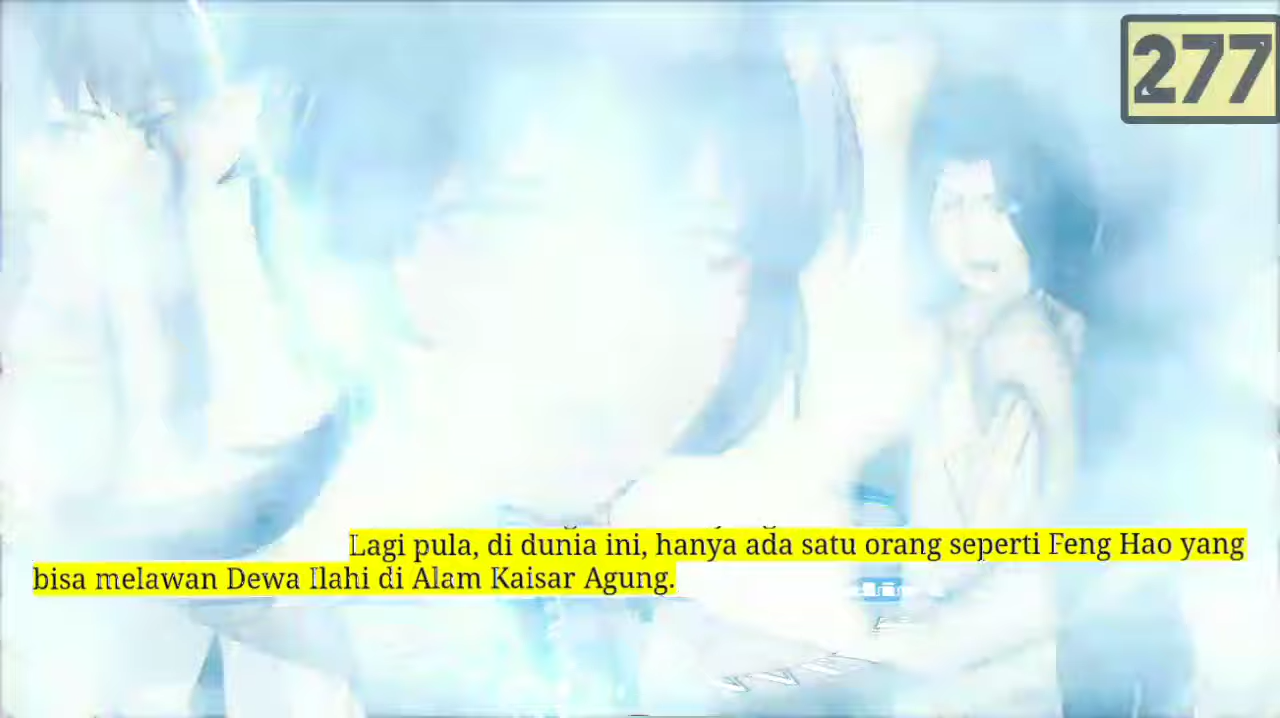 277
Lagi pula, di dunia ini, hanya ada satu orang seperti Feng Hao yang
bisa melawan Dewa Ilahi di Alam Kaisar Agung.